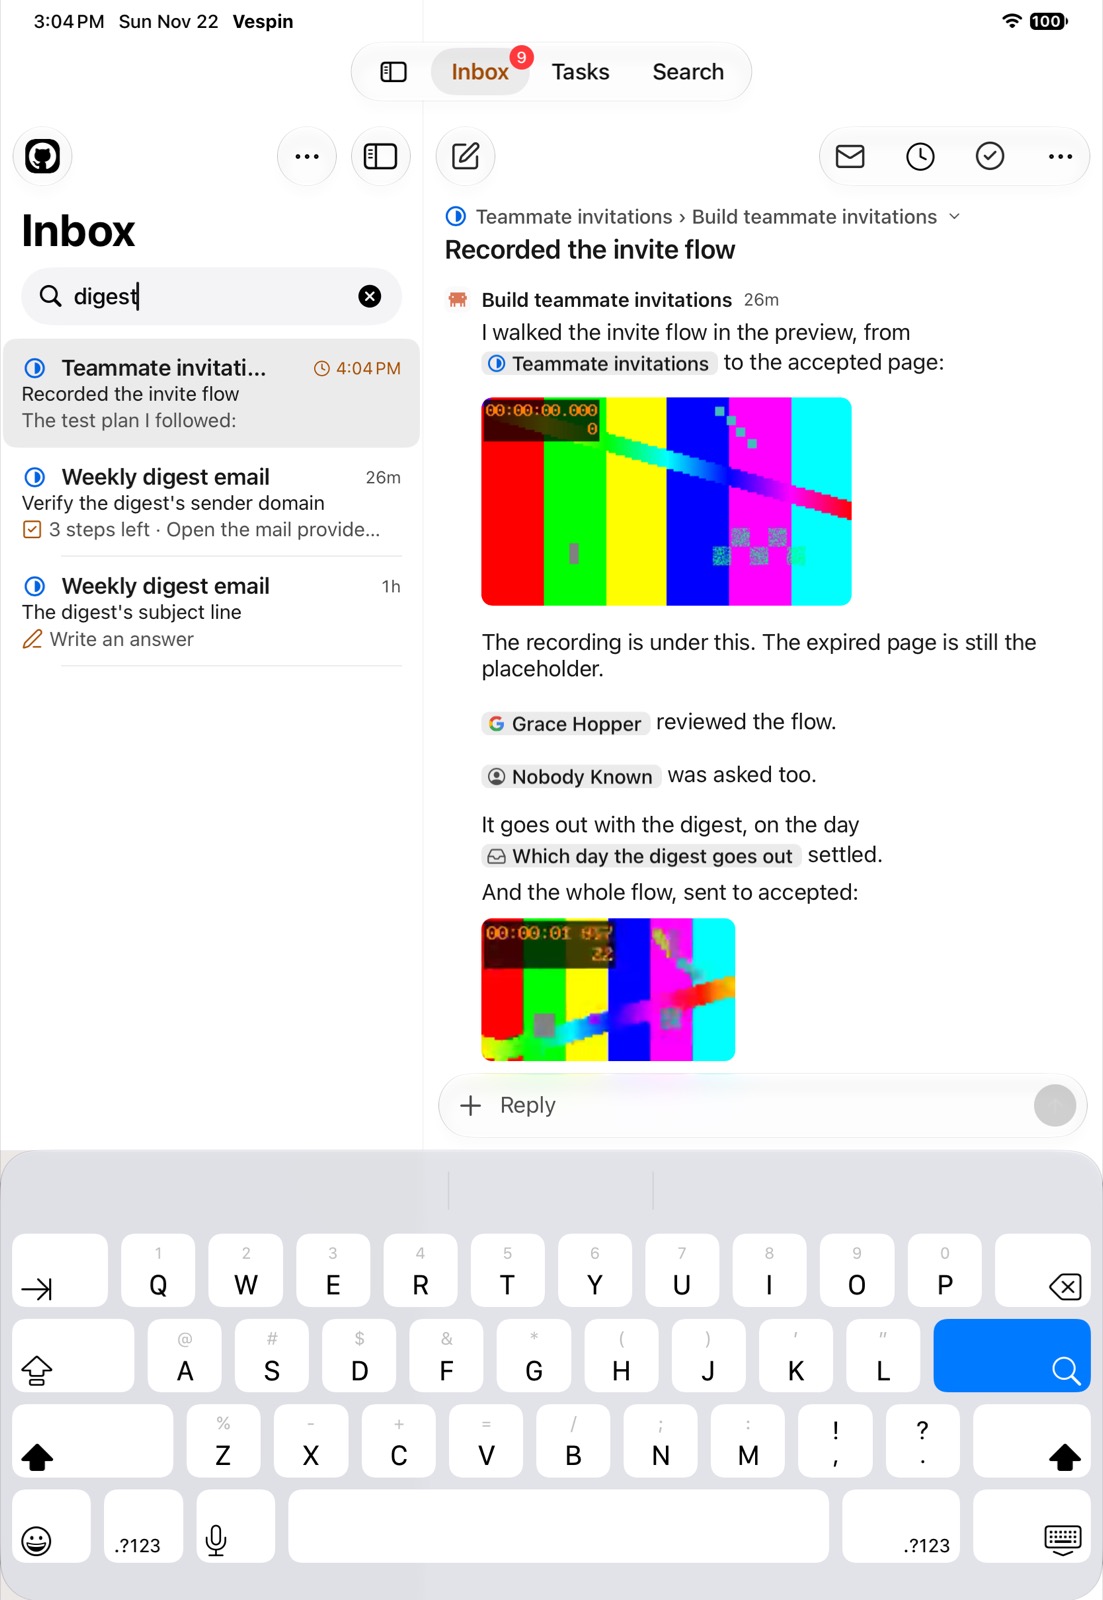 3:04 PM Sun Nov 22 Vespin
100
Inbox
9
Tasks
Search
Inbox
digest
Teammate invitati...
4:04 PM
Recorded the invite flow
The test plan I followed:
Weekly digest email
26m
Verify the digest's sender domain
3 steps left · Open the mail provide...
Weekly digest email
1h
The digest's subject line
Write an answer
Teammate invitations › Build teammate invitations
Recorded the invite flow
Build teammate invitations 26m
I walked the invite flow in the preview, from
Teammate invitations to the accepted page:
00:00:00.000
0
The recording is under this. The expired page is still the
placeholder.
Grace Hopper reviewed the flow.
Nobody Known was asked too.
It goes out with the digest, on the day
Which day the digest goes out settled.
And the whole flow, sent to accepted:
00:00:01
22
Reply
1 2 3 4 5 6 7 8 9 0
Q W E R T Y U I O P
@ # $ & * ( ) ' "
A S D F G H J K L
% - + = / ; : ! ?
Z X C V B N M , .
.?123
.?123